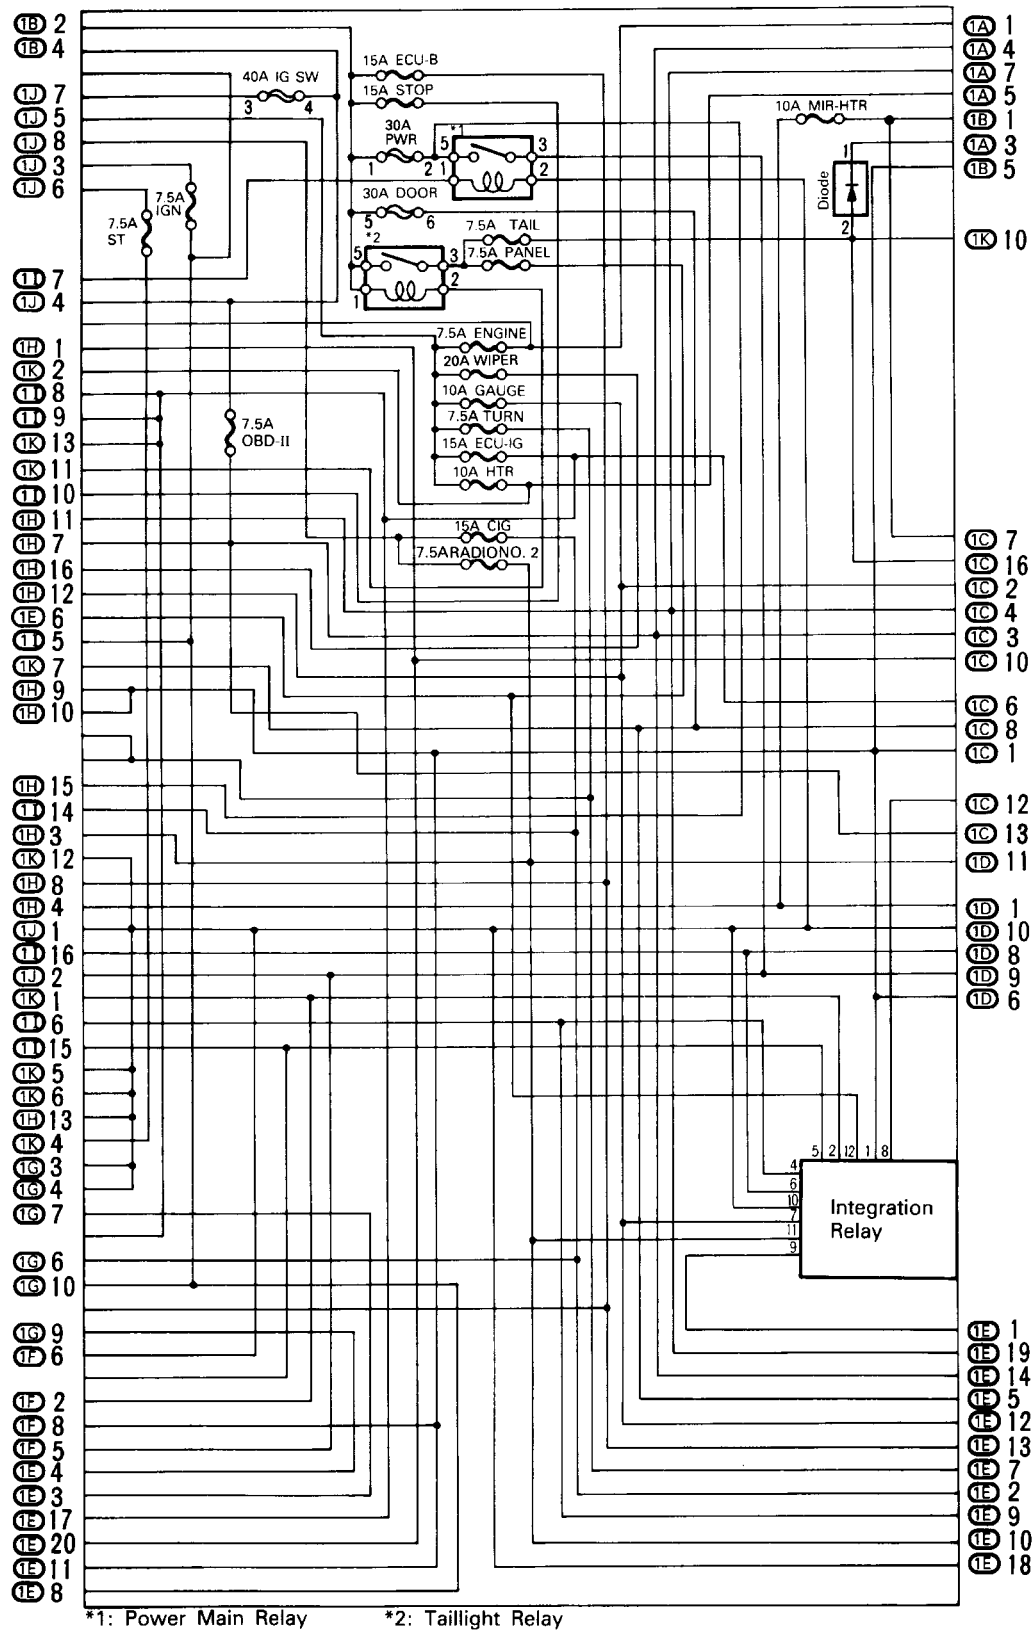 1B 2
1B 4
1J 7
1J 5
1J 8
1J 3
1J 6
1I 7
1J 4
1H 1
1K 2
1I 8
1I 9
1K 13
1K 11
1I 10
1H 11
1H 7
1H 16
1H 12
1E 6
1I 5
1K 7
1H 9
1H 10
1H 15
1I 14
1H 3
1K 12
1H 8
1H 4
1J 1
1I 16
1J 2
1K 1
1I 6
1I 15
1K 5
1K 6
1H 13
1K 4
1G 3
1G 4
1G 7
1G 6
1G 10
1G 9
1F 6
1F 2
1F 8
1F 5
1E 4
1E 3
1E 17
1E 20
1E 11
1E 8
40A IG SW
3 4
7.5A
IGN
7.5A
ST
7.5A
OBD-II
15A ECU-B
15A STOP
30A
PWR
1 2
*1
5 3
1 2
30A DOOR
5 6
*2
5 3
1 2
7.5A TAIL
7.5A PANEL
7.5A ENGINE
20A WIPER
10A GAUGE
7.5A TURN
15A ECU-IG
10A HTR
15A CIG
7.5A RADIO NO. 2
10A MIR-HTR
1
Diode
2
5 2 12 1 8
4
6
10
7
11
9
Integration
Relay
1A 1
1A 4
1A 7
1A 5
1B 1
1A 3
1B 5
1K 10
1C 7
1C 16
1C 2
1C 4
1C 3
1C 10
1C 6
1C 8
1C 1
1C 12
1C 13
1D 11
1D 1
1D 10
1D 8
1D 9
1D 6
1E 1
1E 19
1E 14
1E 5
1E 12
1E 13
1E 7
1E 2
1E 9
1E 10
1E 18
*1: Power Main Relay *2: Taillight Relay